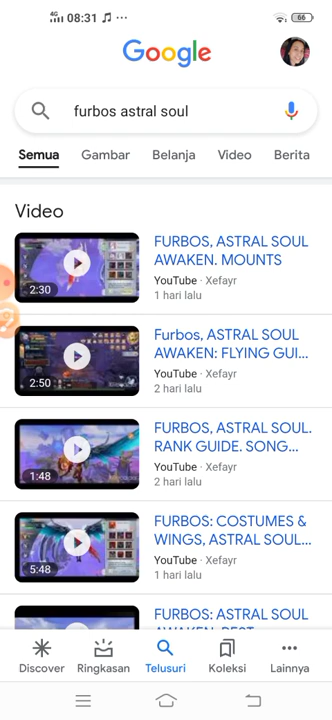 4G 08:31 ... 66
Google
furbos astral soul
Semua Gambar Belanja Video Berita
Video
FURBOS, ASTRAL SOUL
AWAKEN. MOUNTS
YouTube · Xefayr
1 hari lalu
2:30
Furbos, ASTRAL SOUL
AWAKEN: FLYING GUI...
YouTube · Xefayr
2 hari lalu
2:50
FURBOS, ASTRAL SOUL.
RANK GUIDE. SONG...
YouTube · Xefayr
2 hari lalu
1:48
FURBOS: COSTUMES &
WINGS, ASTRAL SOUL...
YouTube · Xefayr
1 hari lalu
5:48
FURBOS: ASTRAL SOUL
Discover Ringkasan Telusuri Koleksi Lainnya